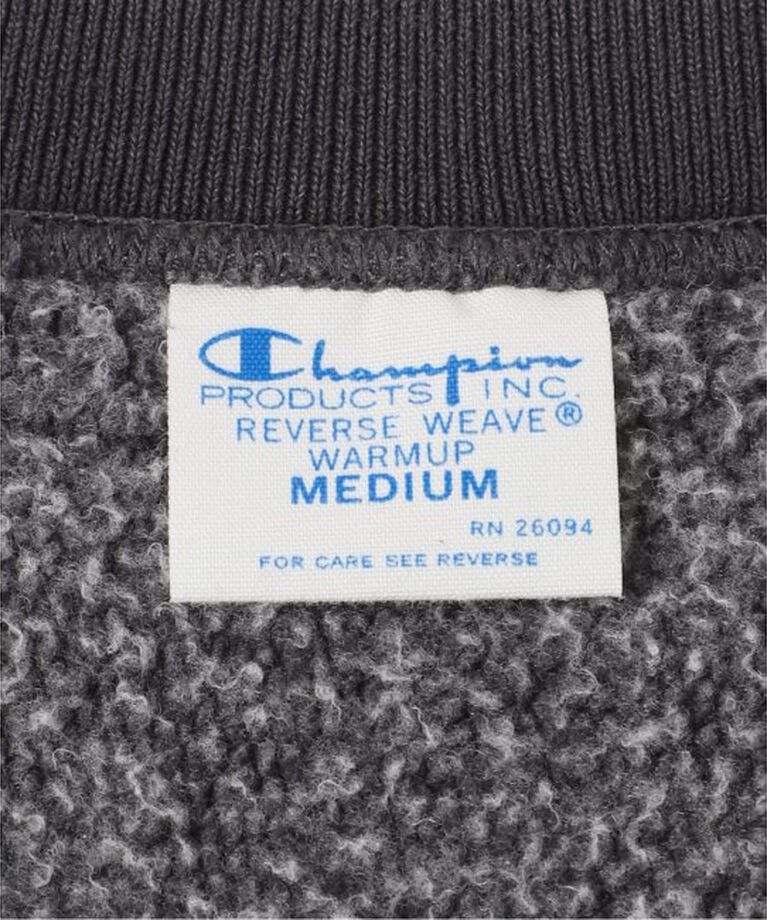 Champion
PRODUCTS INC.
REVERSE WEAVE®
WARMUP
MEDIUM
RN 26094
FOR CARE SEE REVERSE